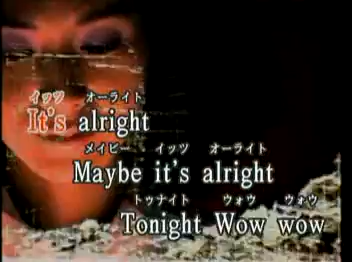 イッツ オーライト
It's alright
メイビー イッツ オーライト
Maybe it's alright
トゥナイト ウォウ ウォウ
Tonight Wow wow